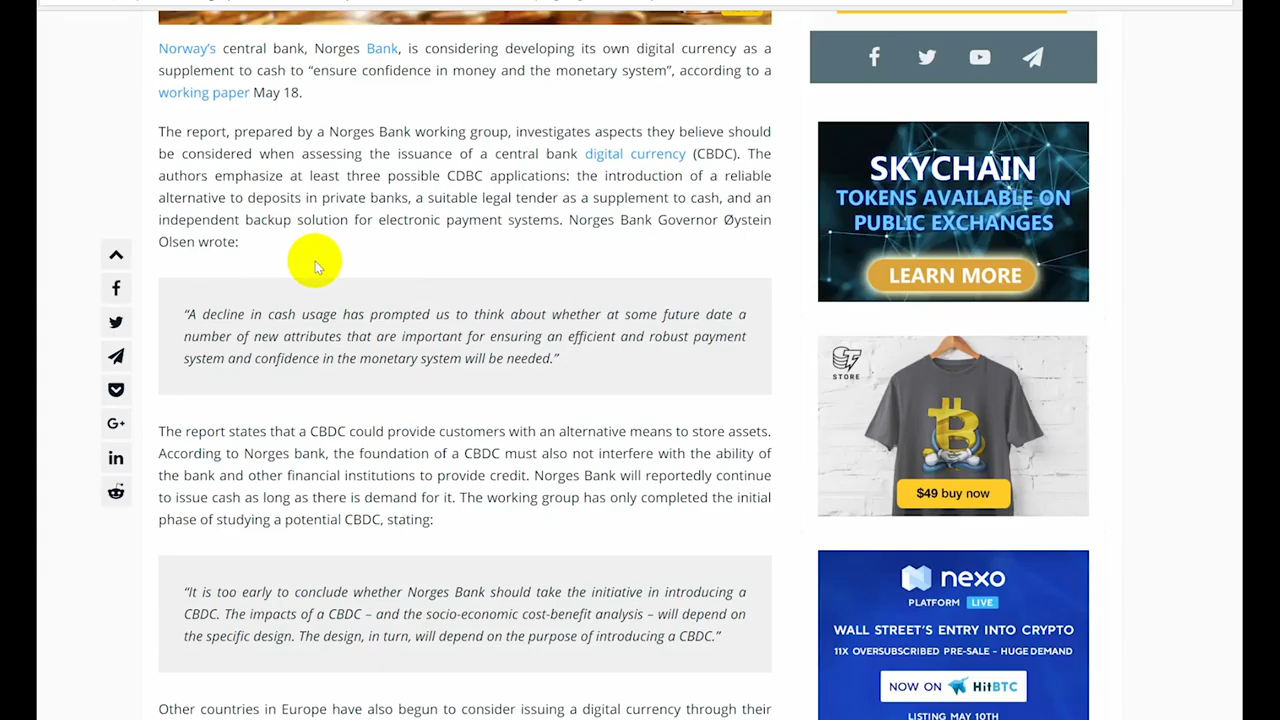 Norway's central bank, Norges Bank, is considering developing its own digital currency as a
supplement to cash to “ensure confidence in money and the monetary system”, according to a
working paper May 18.
The report, prepared by a Norges Bank working group, investigates aspects they believe should
be considered when assessing the issuance of a central bank digital currency (CBDC). The
authors emphasize at least three possible CDBC applications: the introduction of a reliable
alternative to deposits in private banks, a suitable legal tender as a supplement to cash, and an
independent backup solution for electronic payment systems. Norges Bank Governor Øystein
Olsen wrote:
“A decline in cash usage has prompted us to think about whether at some future date a
number of new attributes that are important for ensuring an efficient and robust payment
system and confidence in the monetary system will be needed.”
The report states that a CBDC could provide customers with an alternative means to store assets.
According to Norges bank, the foundation of a CBDC must also not interfere with the ability of
the bank and other financial institutions to provide credit. Norges Bank will reportedly continue
to issue cash as long as there is demand for it. The working group has only completed the initial
phase of studying a potential CBDC, stating:
“It is too early to conclude whether Norges Bank should take the initiative in introducing a
CBDC. The impacts of a CBDC – and the socio-economic cost-benefit analysis – will depend on
the specific design. The design, in turn, will depend on the purpose of introducing a CBDC.”
Other countries in Europe have also begun to consider issuing a digital currency through their
SKYCHAIN
TOKENS AVAILABLE ON
PUBLIC EXCHANGES
LEARN MORE
STORE
$49 buy now
nexo
PLATFORM LIVE
WALL STREET'S ENTRY INTO CRYPTO
11X OVERSUBSCRIBED PRE-SALE – HUGE DEMAND
NOW ON HitBTC
LISTING MAY 10TH